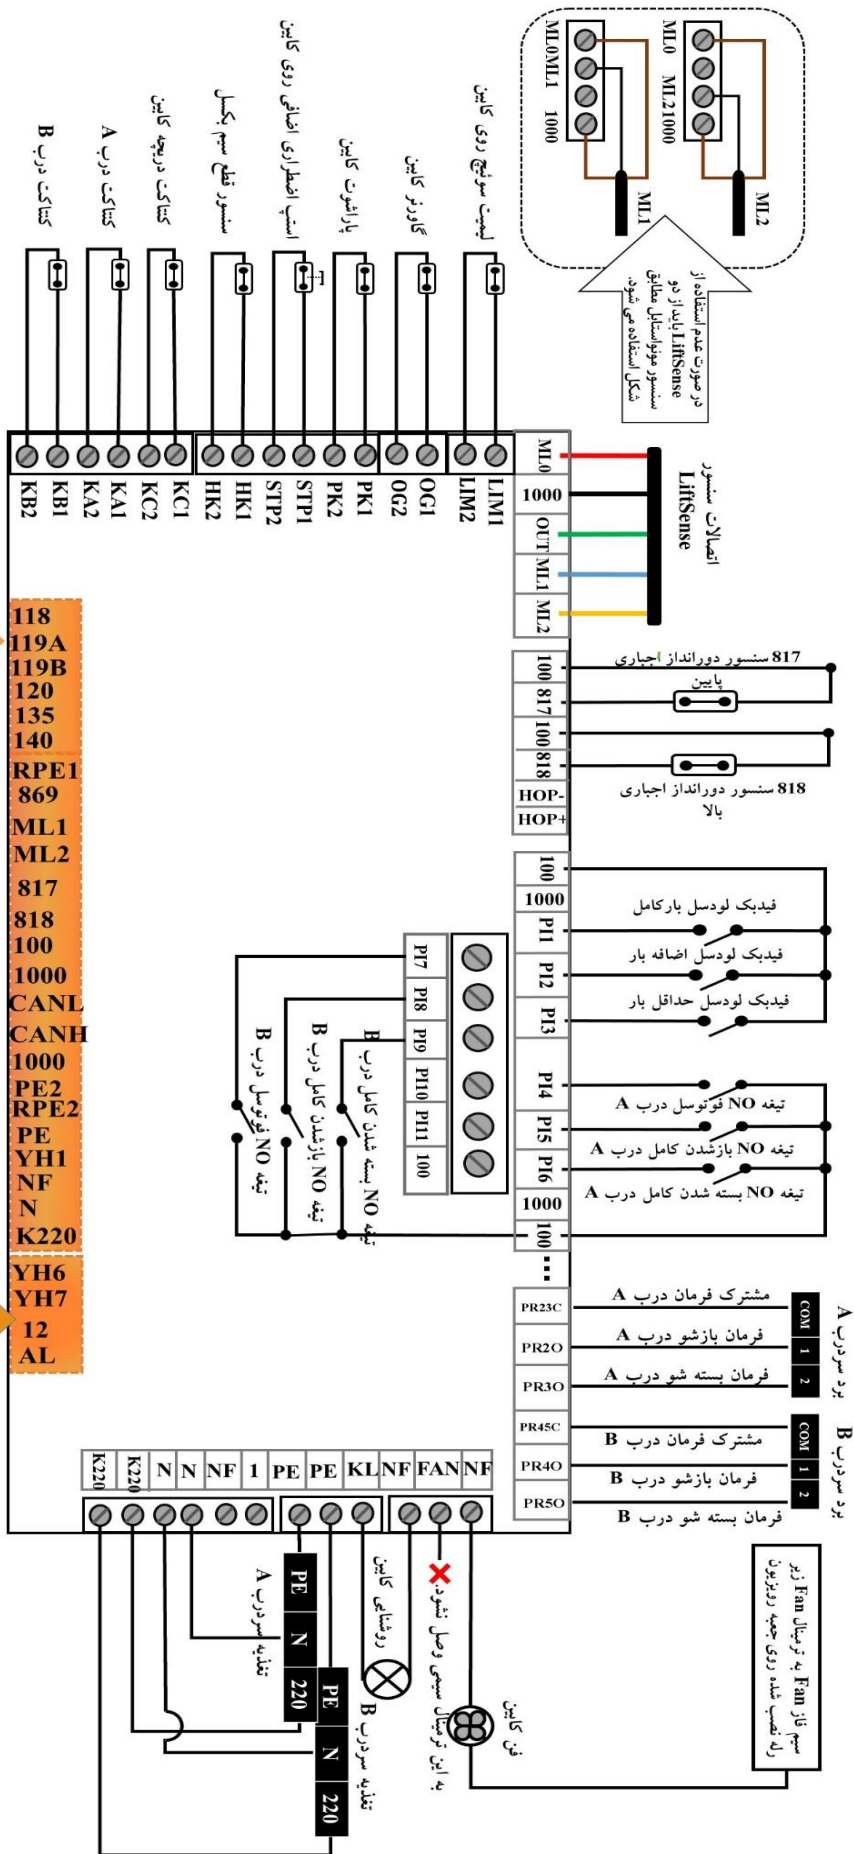 ML0
ML1
1000
ML1
ML0
ML2
1000
ML2
در صورت عدم استفاده از
LiftSense باید از دو
سنسور مونواستابل مطابق
شکل استفاده می شود.
لیمیت سوئیچ روی کابین
گاورنر کابین
پاراشوت کابین
استپ اضطراری اضافی روی کابین
سنسور قطع سیم بکسل
کنتاکت دریچه کابین
کنتاکت درب A
کنتاکت درب B
LIM1
LIM2
OG1
OG2
PK1
PK2
STP1
STP2
HK1
HK2
KC1
KC2
KA1
KA2
KB1
KB2
اتصالات سنسور
LiftSense
ML0
1000
OUT
ML1
ML2
100
817
100
818
HOP-
HOP+
817 سنسور دورانداز اجباری
پایین
818 سنسور دورانداز اجباری
بالا
100
1000
PI1
PI2
PI3
PI4
PI5
PI6
1000
100
فیدبک لودسل بارکامل
فیدبک لودسل اضافه بار
فیدبک لودسل حداقل بار
تیغه NO فوتوسل درب A
تیغه NO بازشدن کامل درب A
تیغه NO بسته شدن کامل درب A
PI7
PI8
PI9
PI10
PI11
100
تیغه NO بسته شدن کامل درب B
تیغه NO بازشدن کامل درب B
تیغه NO فوتوسل درب B
PR23C
PR2O
PR3O
PR45C
PR4O
PR5O
مشترک فرمان درب A
فرمان بازشو درب A
فرمان بسته شو درب A
مشترک فرمان درب B
فرمان بازشو درب B
فرمان بسته شو درب B
COM
1
2
برد سردرب A
COM
1
2
برد سردرب B
118
119A
119B
120
135
140
RPE1
869
ML1
ML2
817
818
100
1000
CANL
CANH
1000
PE2
RPE2
PE
YH1
NF
N
K220
YH6
YH7
12
AL
K220
K220
N
N
NF
1
PE
PE
KL
NF
FAN
NF
PE
N
220
تغذیه سردرب A
PE
N
220
تغذیه سردرب B
روشنایی کابین
به این ترمینال سیمی وصل نشود.
فن کابین
سیم فاز Fan به ترمینال Fan زیر
رله نصب شده روی جعبه رویزیون